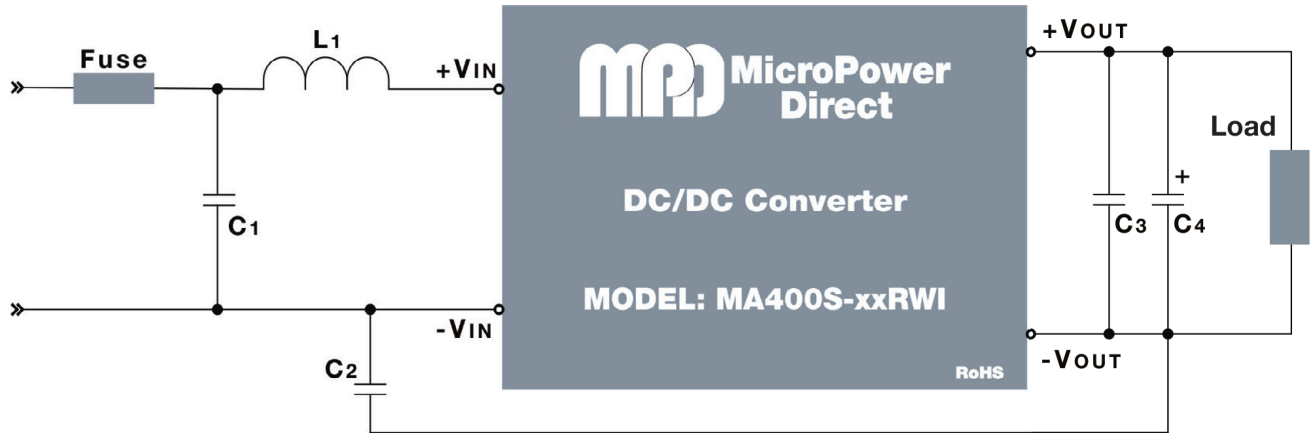 Fuse
L1
+VIN
C1
-VIN
C2
MPD MicroPower
Direct
DC/DC Converter
MODEL: MA400S-xxRWI
RoHS
+VOUT
Load
+
C3
C4
-VOUT